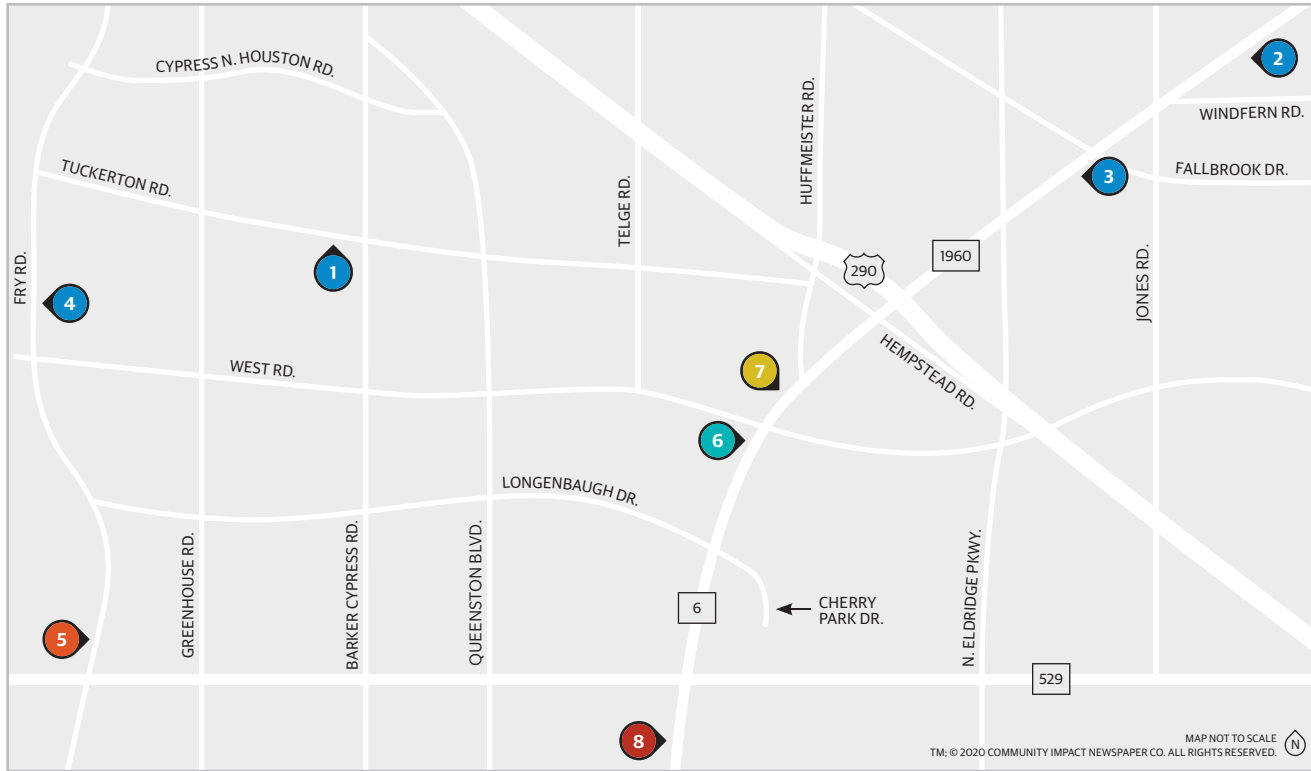 CYPRESS N. HOUSTON RD.
2
WINDFERN RD.
HUFFMEISTER RD.
TUCKERTON RD.
3
FALLBROOK DR.
TELGE RD.
FRY RD.
1
290
1960
JONES RD.
4
WEST RD.
7
HEMPSTEAD RD.
6
LONGENBAUGH DR.
GREENHOUSE RD.
BARKER CYPRESS RD.
QUEENSTON BLVD.
N. ELDRIDGE PKWY.
6
CHERRY
PARK DR.
5
529
8
MAP NOT TO SCALE
N
TM; © 2020 COMMUNITY IMPACT NEWSPAPER CO. ALL RIGHTS RESERVED.